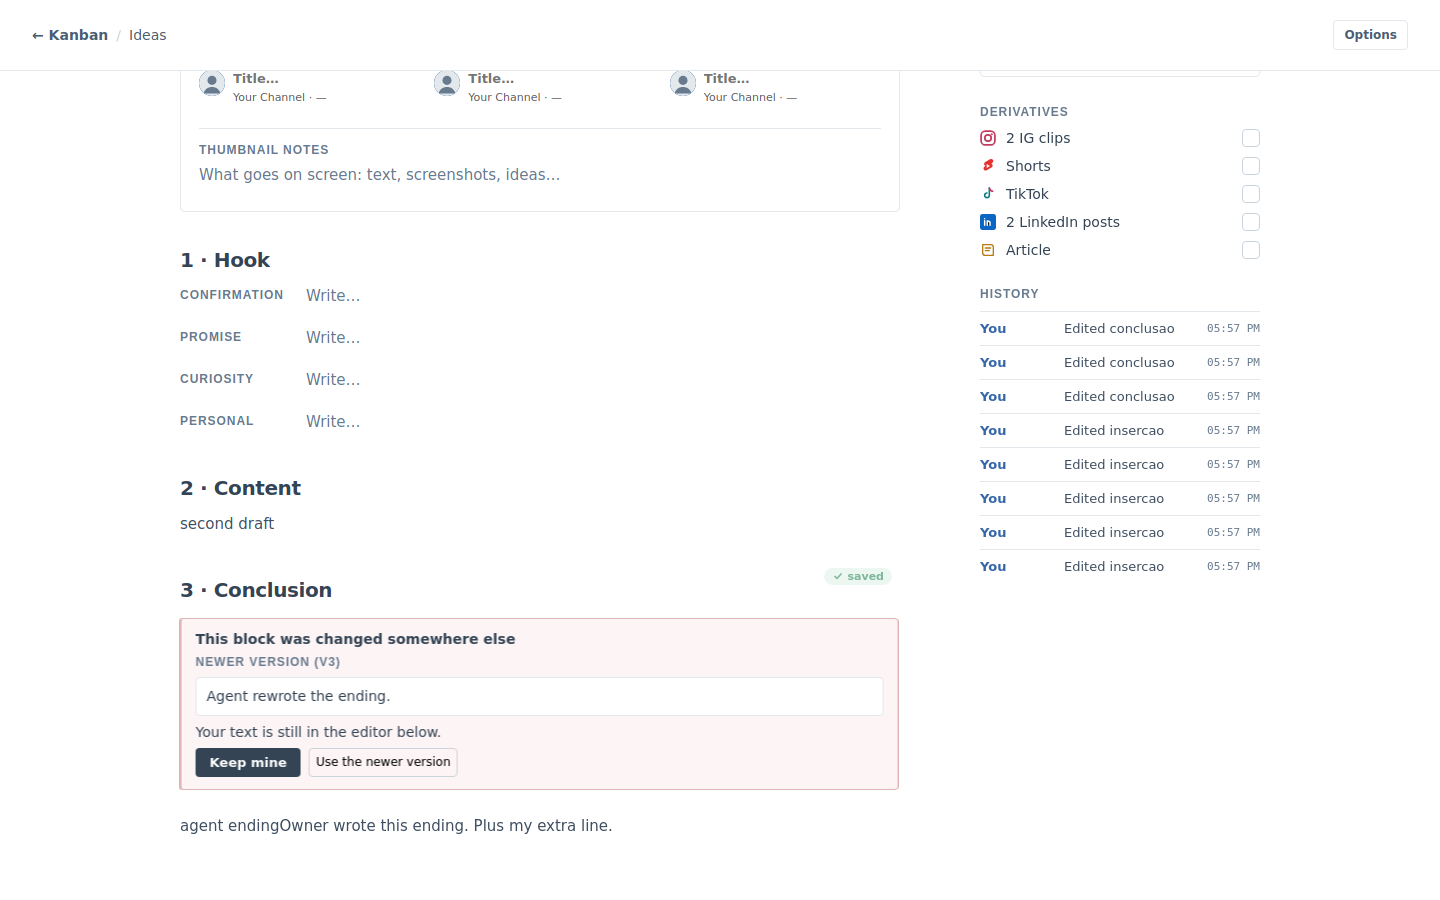 ← Kanban / Ideas
Options
Title...
Your Channel · —
Title...
Your Channel · —
Title...
Your Channel · —
THUMBNAIL NOTES
What goes on screen: text, screenshots, ideas...
1 · Hook
CONFIRMATION Write...
PROMISE Write...
CURIOSITY Write...
PERSONAL Write...
2 · Content
second draft
3 · Conclusion
✓ saved
This block was changed somewhere else
NEWER VERSION (V3)
Agent rewrote the ending.
Your text is still in the editor below.
Keep mine
Use the newer version
agent endingOwner wrote this ending. Plus my extra line.
DERIVATIVES
2 IG clips
Shorts
TikTok
in 2 LinkedIn posts
Article
HISTORY
You Edited conclusao 05:57 PM
You Edited conclusao 05:57 PM
You Edited conclusao 05:57 PM
You Edited insercao 05:57 PM
You Edited insercao 05:57 PM
You Edited insercao 05:57 PM
You Edited insercao 05:57 PM
You Edited insercao 05:57 PM